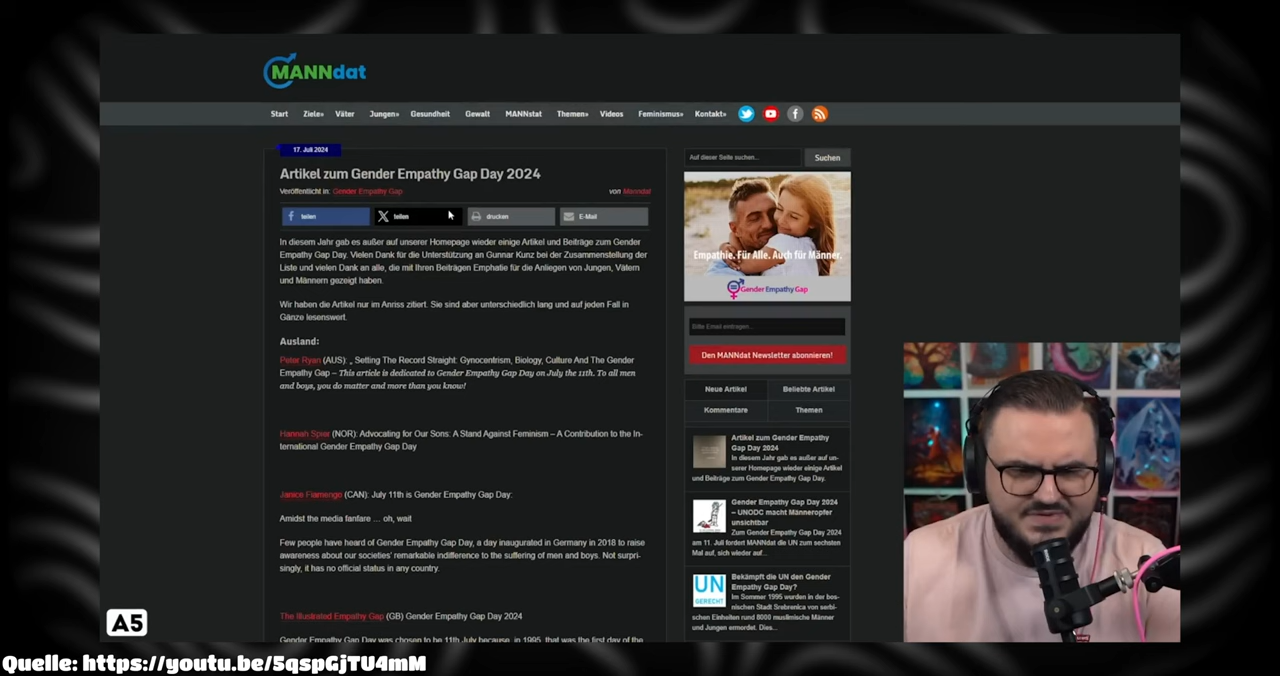 MANNdat
Start Ziele» Väter Jungen» Gesundheit Gewalt MANNstat Themen» Videos Feminismus» Kontakt»
17. Juli 2024
Artikel zum Gender Empathy Gap Day 2024
Veröffentlicht in: Gender Empathy Gap von Manndat
teilen teilen drucken E-Mail
In diesem Jahr gab es außer auf unserer Homepage wieder einige Artikel und Beiträge zum Gender
Empathy Gap Day. Vielen Dank für die Unterstützung an Gunnar Kunz bei der Zusammenstellung der
Liste und vielen Dank an alle, die mit Ihren Beiträgen Emphatie für die Anliegen von Jungen, Vätern
und Männern gezeigt haben.
Wir haben die Artikel nur im Anriss zitiert. Sie sind aber unterschiedlich lang und auf jeden Fall in
Gänze lesenswert.
Ausland:
Peter Ryan (AUS): „ Setting The Record Straight: Gynocentrism, Biology, Culture And The Gender
Empathy Gap – This article is dedicated to Gender Empathy Gap Day on July the 11th. To all men
and boys, you do matter and more than you know!
Hannah Spier (NOR): Advocating for Our Sons: A Stand Against Feminism – A Contribution to the In-
ternational Gender Empathy Gap Day
Janice Fiamengo (CAN): July 11th is Gender Empathy Gap Day:
Amidst the media fanfare ... oh, wait
Few people have heard of Gender Empathy Gap Day, a day inaugurated in Germany in 2018 to raise
awareness about our societies' remarkable indifference to the suffering of men and boys. Not surpri-
singly, it has no official status in any country.
The Illustrated Empathy Gap (GB) Gender Empathy Gap Day 2024
Gender Empathy Gap Day was chosen to be 11th July because, in 1995, that was the first day of the
Auf dieser Seite suchen... Suchen
Empathie. Für Alle. Auch für Männer.
Gender Empathy Gap
Bitte Email eintragen...
Den MANNdat Newsletter abonnieren!
Neue Artikel Beliebte Artikel
Kommentare Themen
Artikel zum Gender Empathy
Gap Day 2024
In diesem Jahr gab es außer auf un-
serer Homepage wieder einige Artikel
und Beiträge zum Gender Empathy Gap Day.
Gender Empathy Gap Day 2024
– UNODC macht Männeropfer
unsichtbar
Zum Gender Empathy Gap Day 2024
am 11. Juli fordert MANNdat die UN zum sechsten
Mal auf, sich wieder auf...
UN
GERECHT
Bekämpft die UN den Gender
Empathy Gap Day?
Im Sommer 1995 wurden in der bos-
nischen Stadt Srebrenica von serbi-
schen Einheiten rund 8000 muslimische Männer
und Jungen ermordet. Dies...
A5
Quelle: https://youtu.be/5qspGjTU4mM